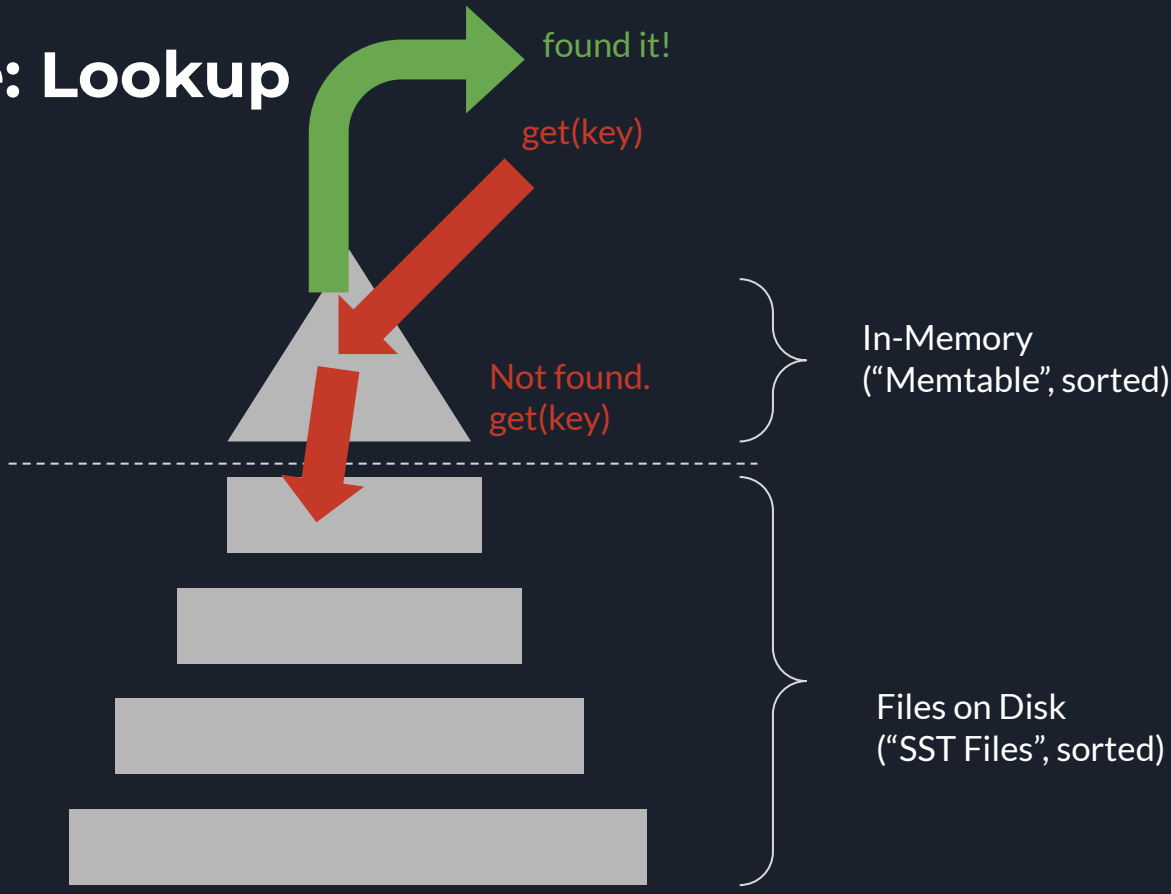 : Lookup
found it!
get(key)
In-Memory
(“Memtable”, sorted)
Not found.
get(key)
Files on Disk
(“SST Files”, sorted)